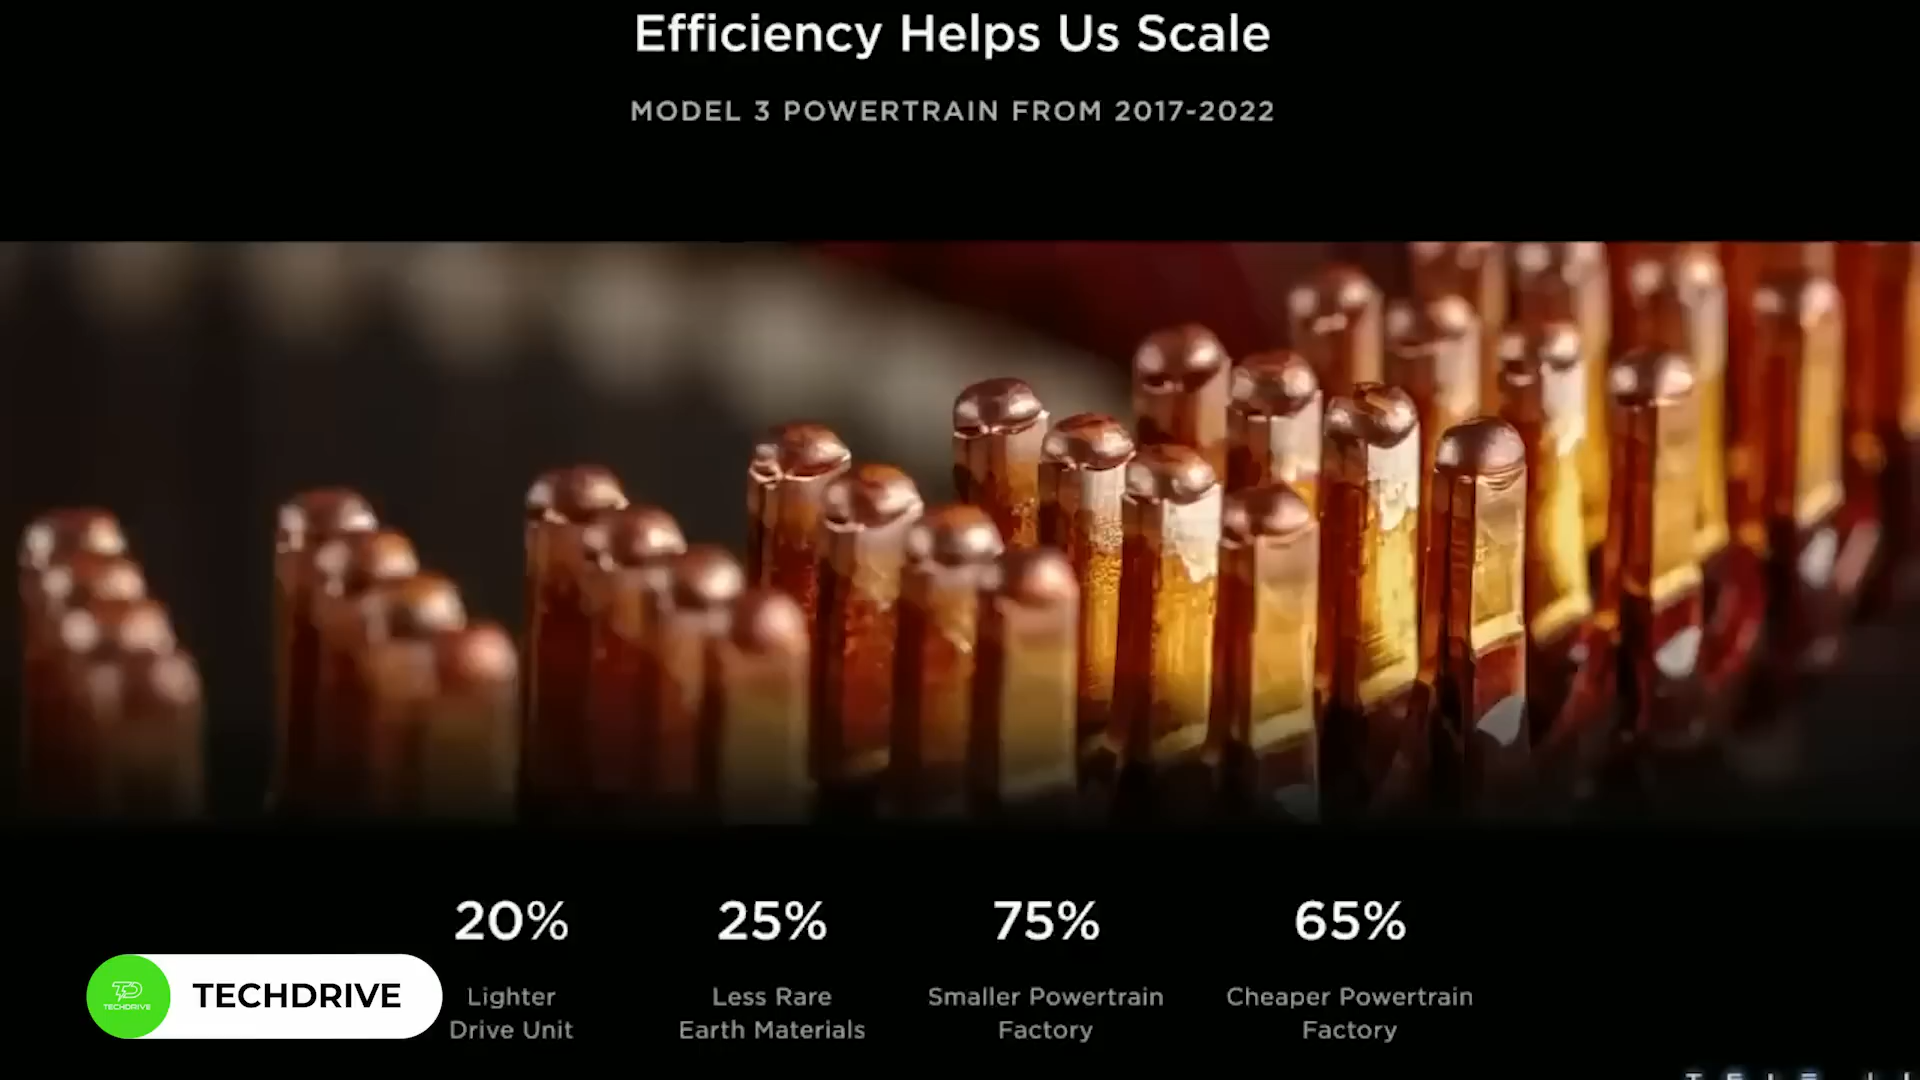 Efficiency Helps Us Scale
MODEL 3 POWERTRAIN FROM 2017-2022
20%
Lighter
Drive Unit
25%
Less Rare
Earth Materials
75%
Smaller Powertrain
Factory
65%
Cheaper Powertrain
Factory
TECHDRIVE
TECHDRIVE